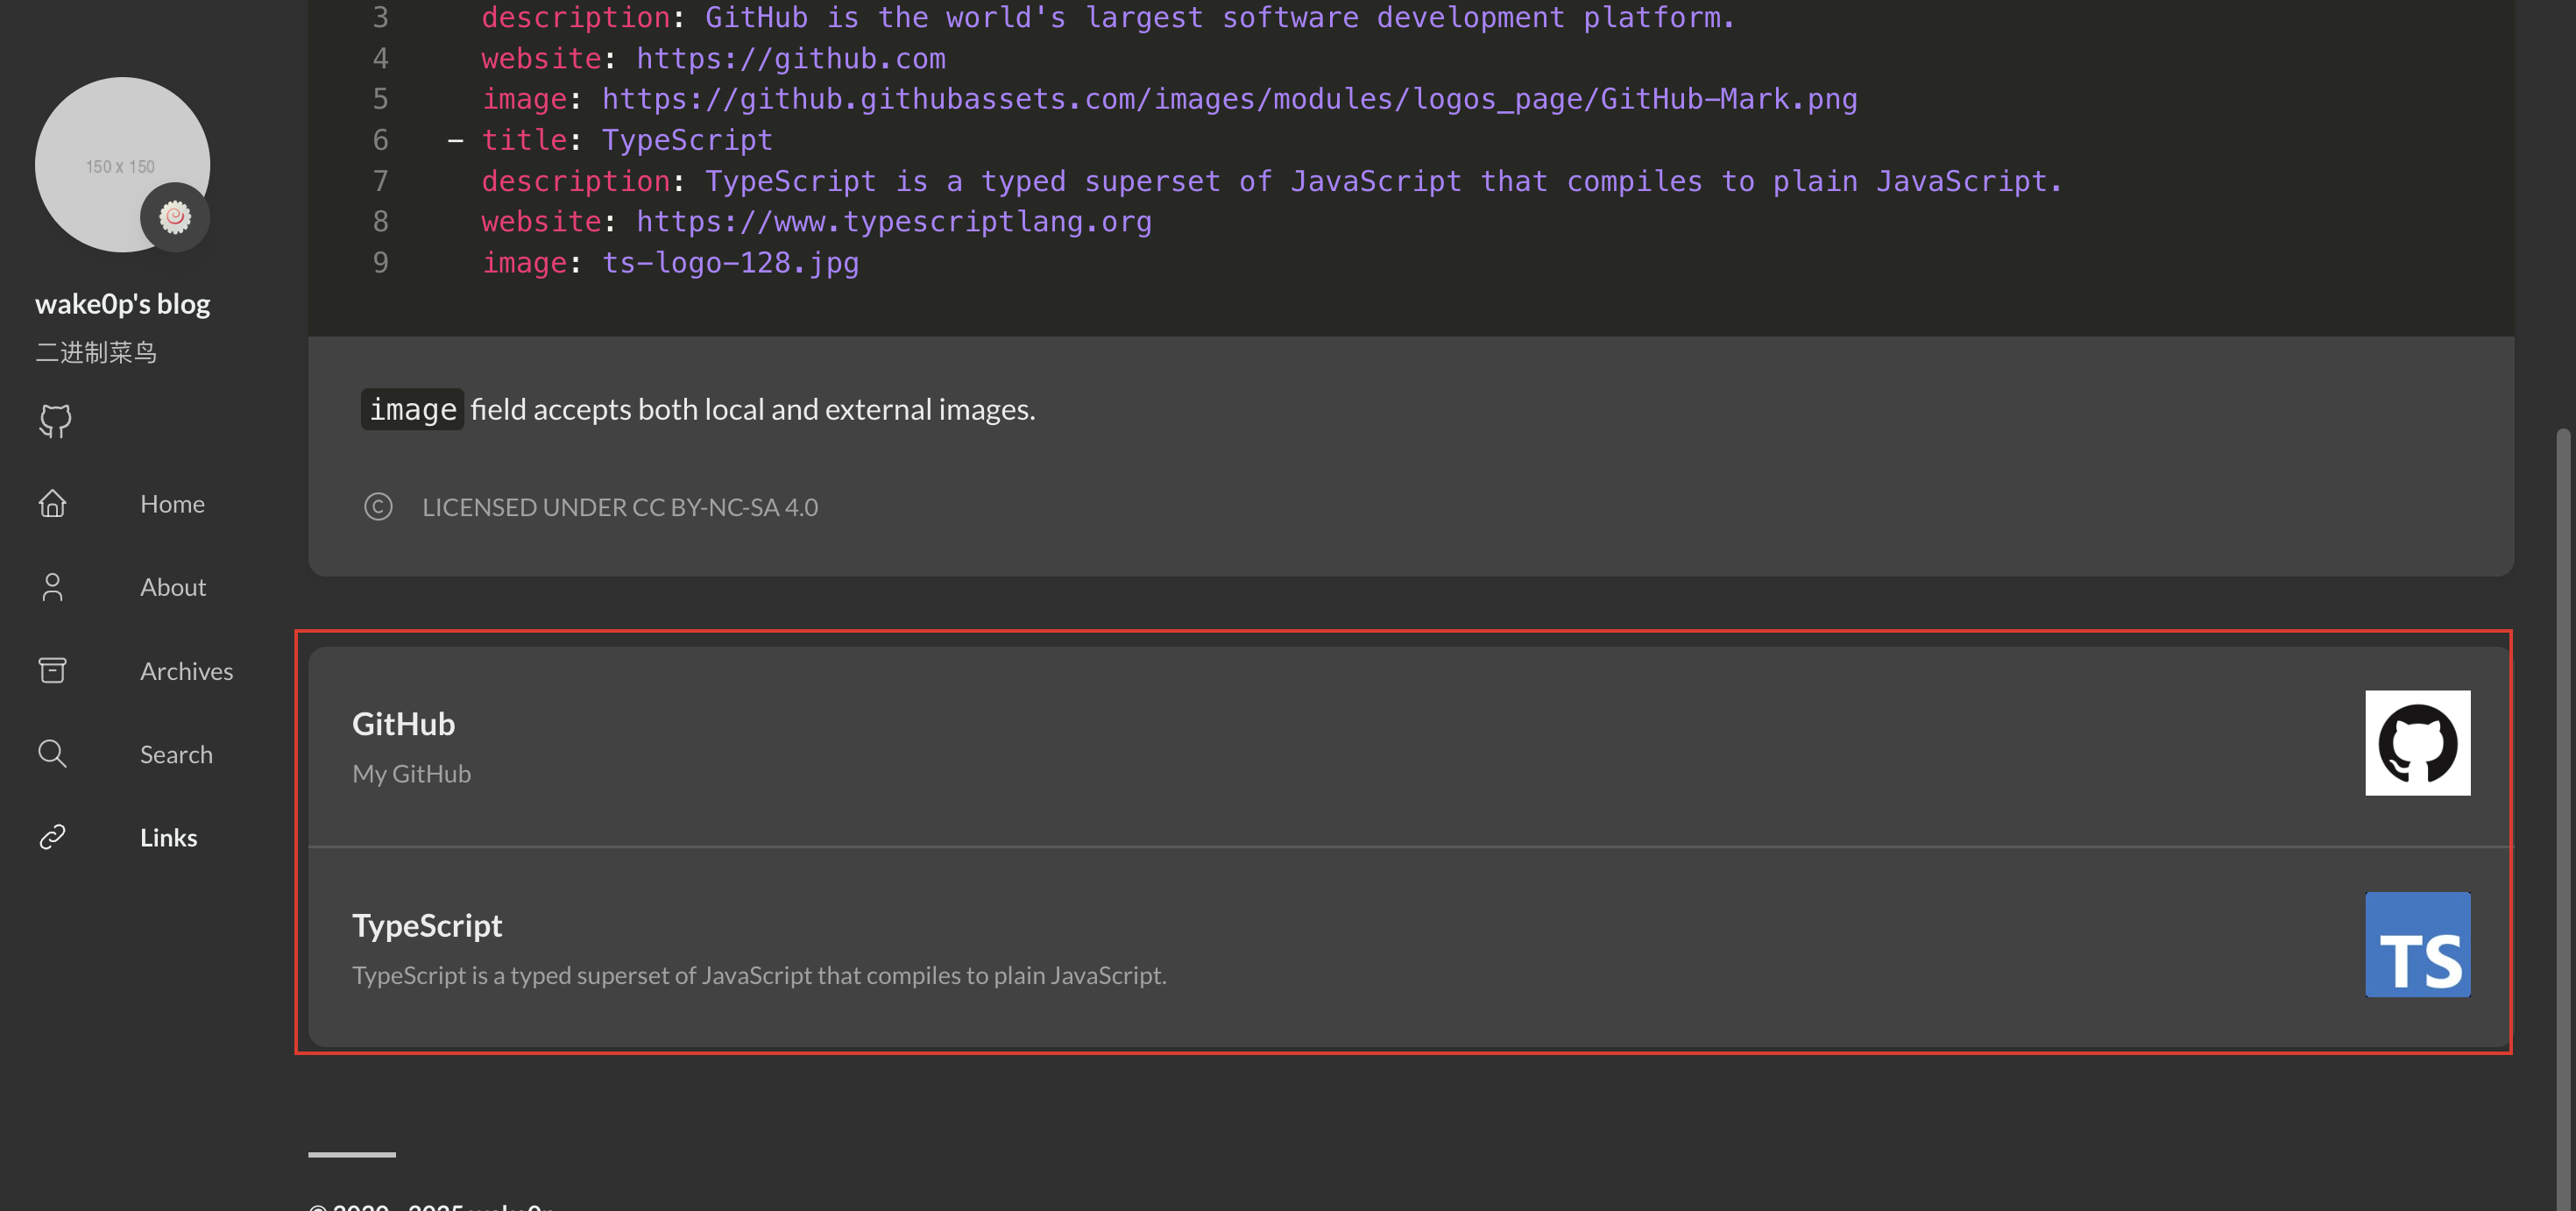 150 x 150
wake0p's blog
二进制菜鸟
Home
About
Archives
Search
Links
3 description: GitHub is the world's largest software development platform.
4 website: https://github.com
5 image: https://github.githubassets.com/images/modules/logos_page/GitHub-Mark.png
6 - title: TypeScript
7 description: TypeScript is a typed superset of JavaScript that compiles to plain JavaScript.
8 website: https://www.typescriptlang.org
9 image: ts-logo-128.jpg
image field accepts both local and external images.
© LICENSED UNDER CC BY-NC-SA 4.0
GitHub
My GitHub
TypeScript
TypeScript is a typed superset of JavaScript that compiles to plain JavaScript.
TS
© 2020 - 2025 wake0p